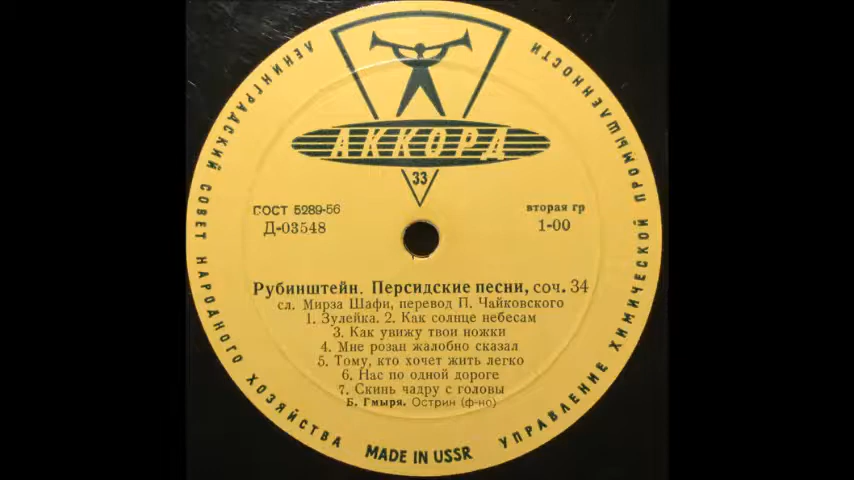 ЛЕНИНГРАДСКИЙ СОВЕТ НАРОДНОГО ХОЗЯЙСТВА
УПРАВЛЕНИЕ ХИМИЧЕСКОЙ ПРОМЫШЛЕННОСТИ
АККОРД
33
ГОСТ 5289-56
Д-03548
вторая гр
1-00
Рубинштейн. Персидские песни, соч. 34
сл. Мирза Шафи, перевод П. Чайковского
1. Зулейка. 2. Как солнце небесам
3. Как увижу твои ножки
4. Мне розан жалобно сказал
5. Тому, кто хочет жить легко
6. Нас по одной дороге
7. Скинь чадру с головы
Б. Гмыря. Острин (ф-но)
MADE IN USSR